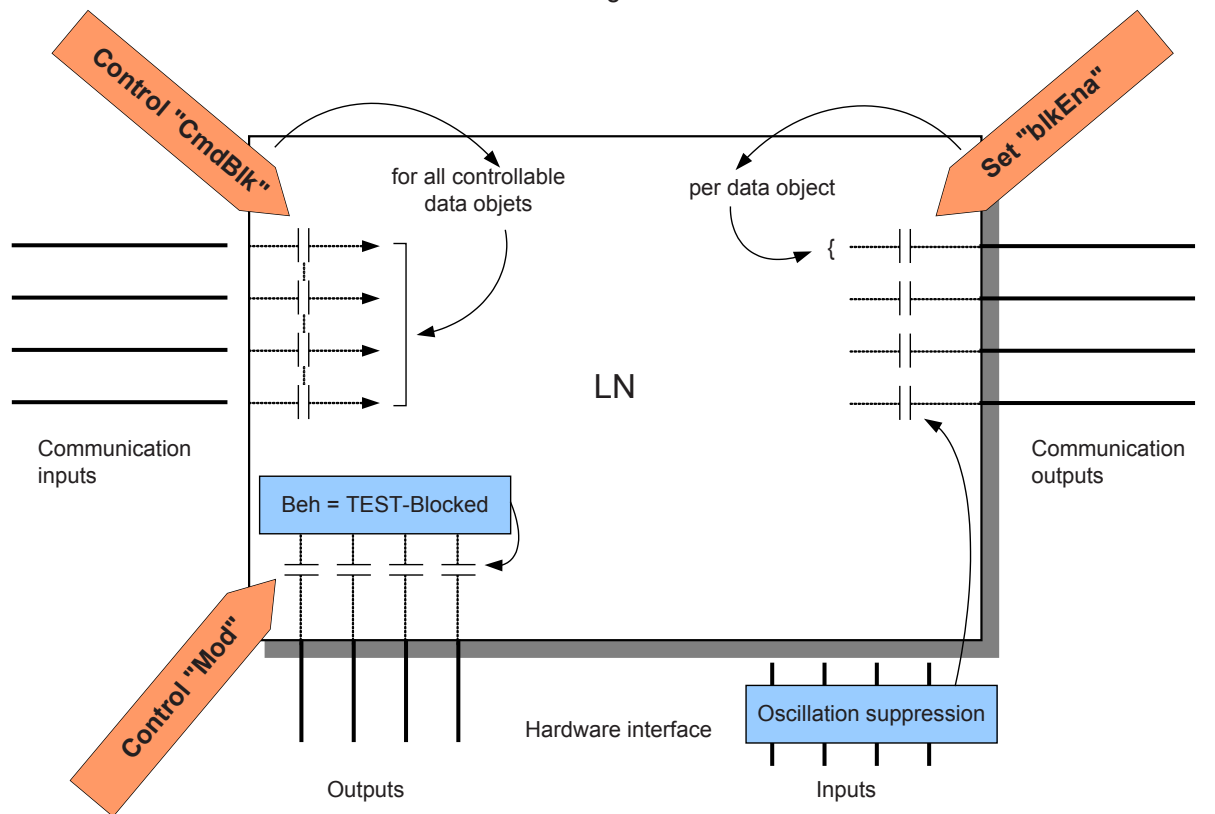 Control "CmdBlk"
Set "blkEna"
for all controllable
data objets
per data object
{
LN
Communication
inputs
Communication
outputs
Beh = TEST-Blocked
Control "Mod"
Oscillation suppression
Hardware interface
Outputs
Inputs